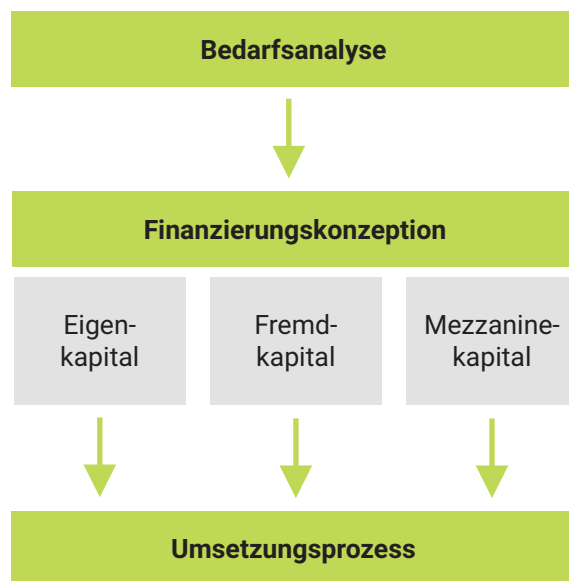 Bedarfsanalyse
Finanzierungskonzeption
Eigen-
kapital
Fremd-
kapital
Mezzanine-
kapital
Umsetzungsprozess